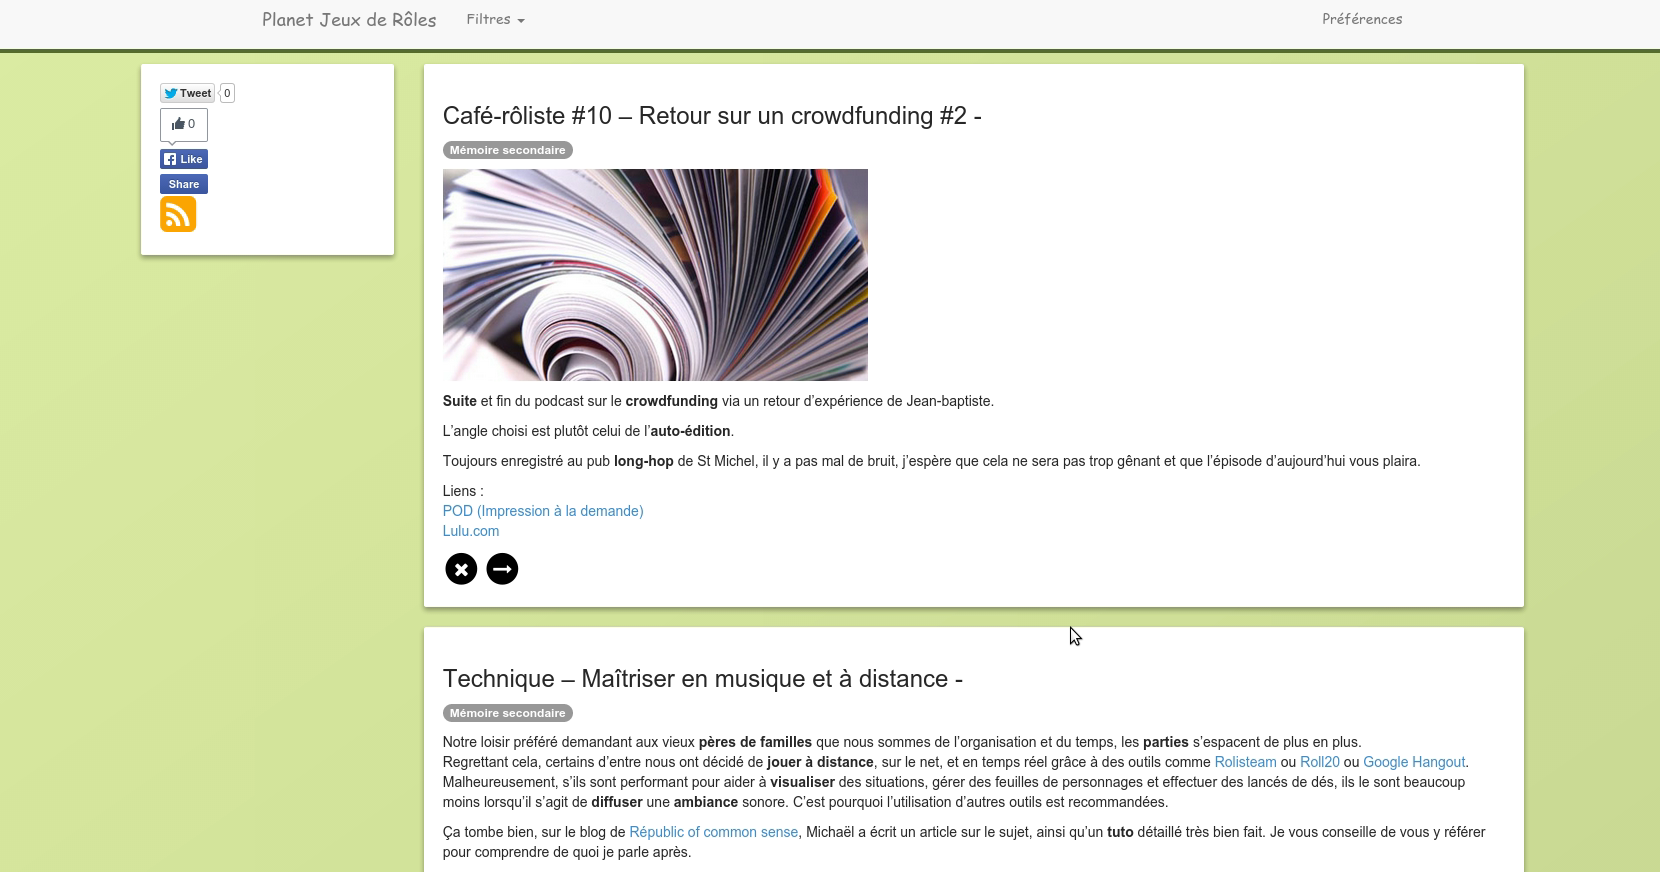 Planet Jeux de Rôles Filtres Préférences
Tweet 0
0
Like
Share
Café-rôliste #10 – Retour sur un crowdfunding #2 -
Mémoire secondaire
Suite et fin du podcast sur le crowdfunding via un retour d’expérience de Jean-baptiste.
L’angle choisi est plutôt celui de l’auto-édition.
Toujours enregistré au pub long-hop de St Michel, il y a pas mal de bruit, j’espère que cela ne sera pas trop gênant et que l’épisode d’aujourd’hui vous plaira.
Liens :
POD (Impression à la demande)
Lulu.com
Technique – Maîtriser en musique et à distance -
Mémoire secondaire
Notre loisir préféré demandant aux vieux pères de familles que nous sommes de l’organisation et du temps, les parties s’espacent de plus en plus.
Regrettant cela, certains d’entre nous ont décidé de jouer à distance, sur le net, et en temps réel grâce à des outils comme Rolisteam ou Roll20 ou Google Hangout.
Malheureusement, s’ils sont performant pour aider à visualiser des situations, gérer des feuilles de personnages et effectuer des lancés de dés, ils le sont beaucoup
moins lorsqu’il s’agit de diffuser une ambiance sonore. C’est pourquoi l’utilisation d’autres outils est recommandées.
Ça tombe bien, sur le blog de Républic of common sense, Michaël a écrit un article sur le sujet, ainsi qu’un tuto détaillé très bien fait. Je vous conseille de vous y référer
pour comprendre de quoi je parle après.